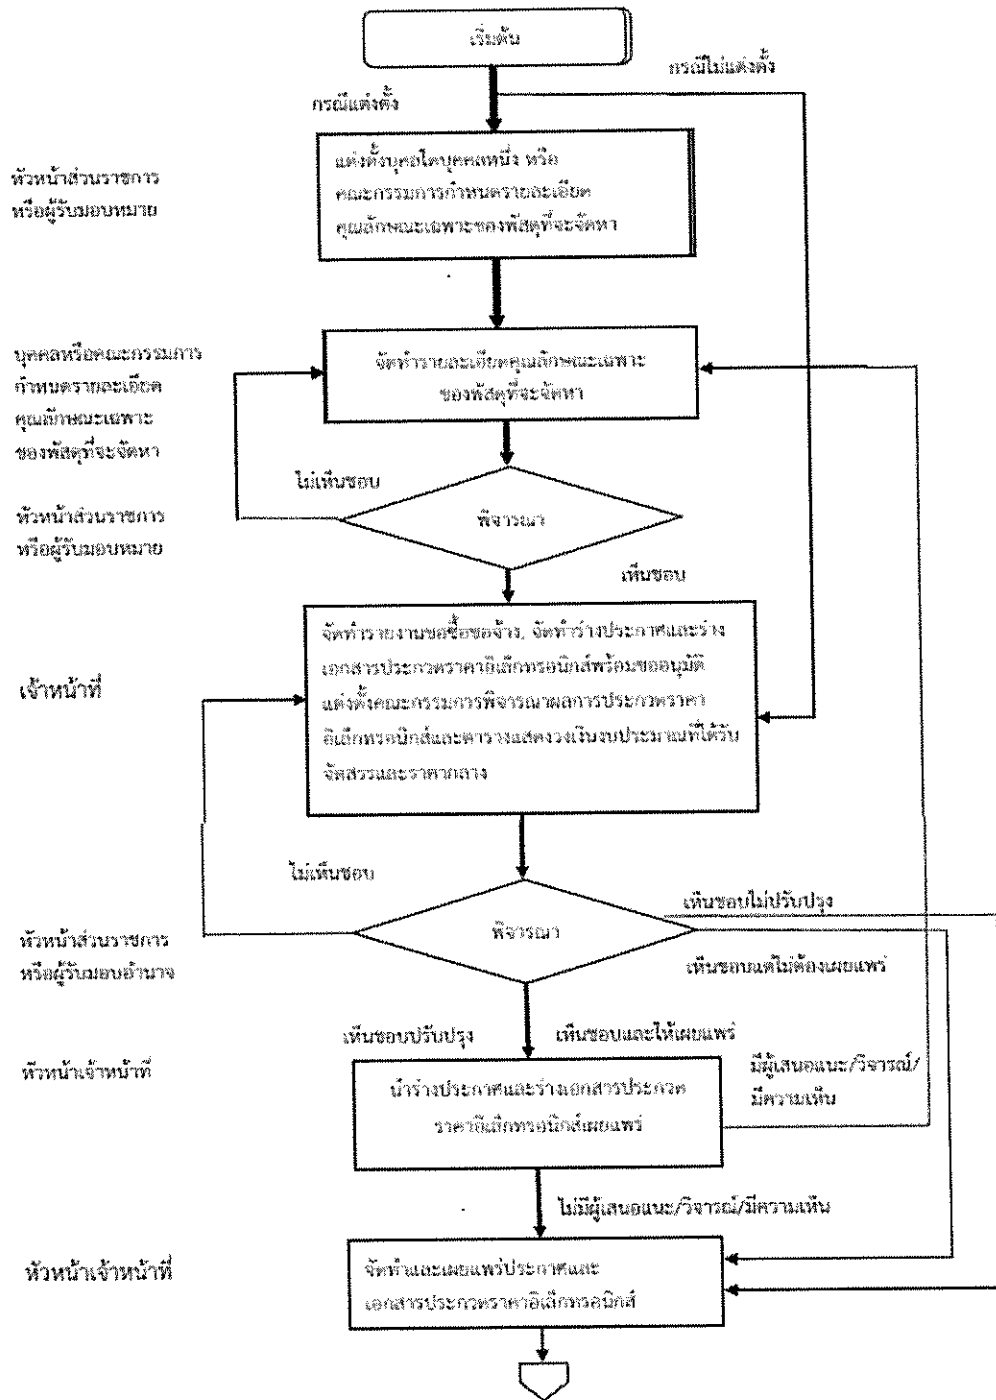 เริ่มต้น
กรณีไม่แต่งตั้ง
กรณีแต่งตั้ง
หัวหน้าส่วนราชการ
หรือผู้รับมอบหมาย
แต่งตั้งบุคคลใดบุคคลหนึ่ง หรือ
คณะกรรมการกำหนดรายละเอียด
คุณลักษณะเฉพาะของพัสดุที่จะจัดหา
บุคคลหรือคณะกรรมการ
กำหนดรายละเอียด
คุณลักษณะเฉพาะ
ของพัสดุที่จะจัดหา
จัดทำรายละเอียดคุณลักษณะเฉพาะ
ของพัสดุที่จะจัดหา
ไม่เห็นชอบ
หัวหน้าส่วนราชการ
หรือผู้รับมอบหมาย
พิจารณา
เห็นชอบ
เจ้าหน้าที่
จัดทำรายงานขอซื้อขอจ้าง, จัดทำร่างประกาศและร่าง
เอกสารประกวดราคาอิเล็กทรอนิกส์พร้อมขออนุมัติ
แต่งตั้งคณะกรรมการพิจารณาผลการประกวดราคา
อิเล็กทรอนิกส์และตารางแสดงวงเงินงบประมาณที่ได้รับ
จัดสรรและราคากลาง
ไม่เห็นชอบ
เห็นชอบไม่ปรับปรุง
พิจารณา
หัวหน้าส่วนราชการ
หรือผู้รับมอบอำนาจ
เห็นชอบแต่ไม่ต้องเผยแพร่
เห็นชอบปรับปรุง
เห็นชอบและให้เผยแพร่
หัวหน้าเจ้าหน้าที่
นำร่างประกาศและร่างเอกสารประกวด
ราคาอิเล็กทรอนิกส์เผยแพร่
มีผู้เสนอแนะ/วิจารณ์/
มีความเห็น
ไม่มีผู้เสนอแนะ/วิจารณ์/มีความเห็น
หัวหน้าเจ้าหน้าที่
จัดทำและเผยแพร่ประกาศและ
เอกสารประกวดราคาอิเล็กทรอนิกส์